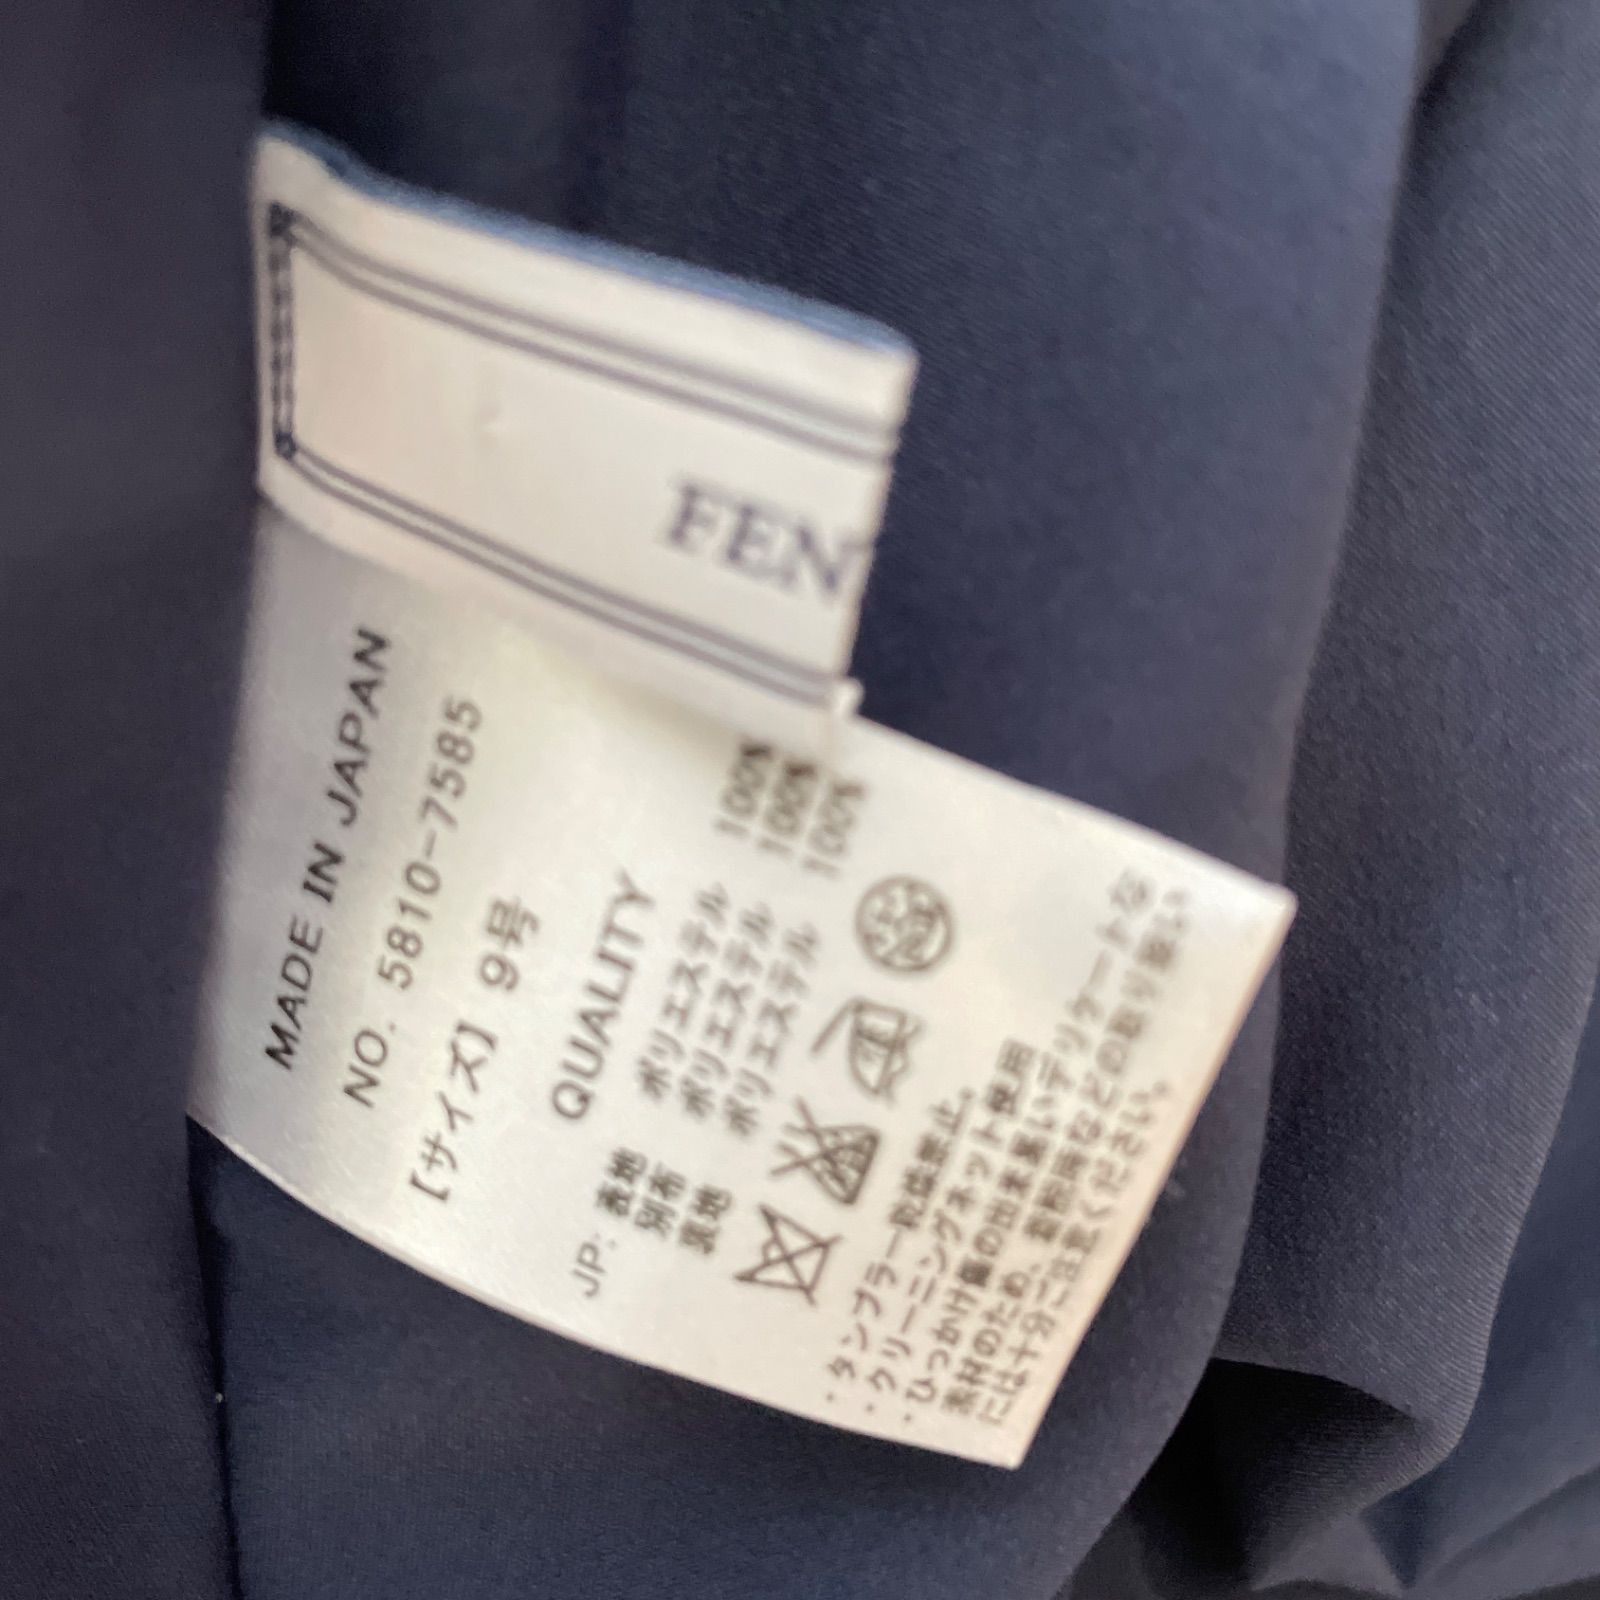 FEN
MADE IN JAPAN
NO. 5810-7585
【サイズ】 9号
QUALITY
JP: 表地 ポリエステル 100%
別布 ポリエステル 100%
裏地 ポリエステル 100%
・タンブラー乾燥禁止。
・クリーニングネット使用
・ひっかけ傷の出来易いデリケートな
素材のため、着脱時などの取り扱い
には十分ご注意ください。